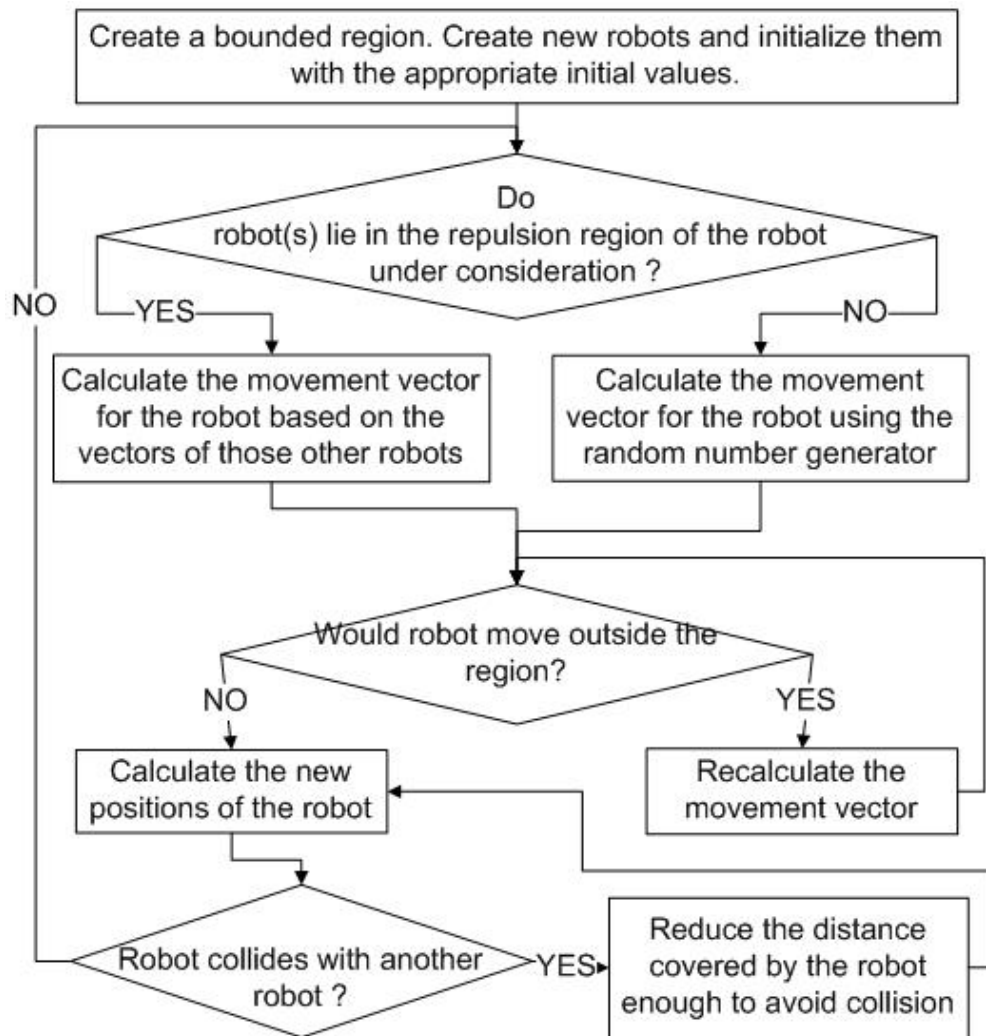 Create a bounded region. Create new robots and initialize them
with the appropriate initial values.
Do
robot(s) lie in the repulsion region of the robot
under consideration ?
NO
YES
NO
Calculate the movement vector
for the robot based on the
vectors of those other robots
Calculate the movement
vector for the robot using the
random number generator
Would robot move outside the
region?
NO
YES
Calculate the new
positions of the robot
Recalculate the
movement vector
Robot collides with another
robot ?
YES
Reduce the distance
covered by the robot
enough to avoid collision